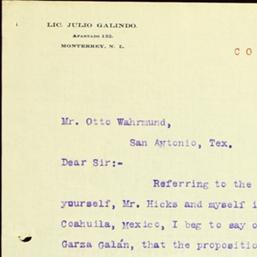 LIC. JULIO GALINDO.
APARTADO 132.
MONTERREY, N. L.
C O
Mr. Otto Wahrmund,
San Antonio, Tex.
Dear Sir:-
Referring to the
yourself, Mr. Hicks and myself i
Coahuila, Mexico, I beg to say o
Garza Galán, that the propositio